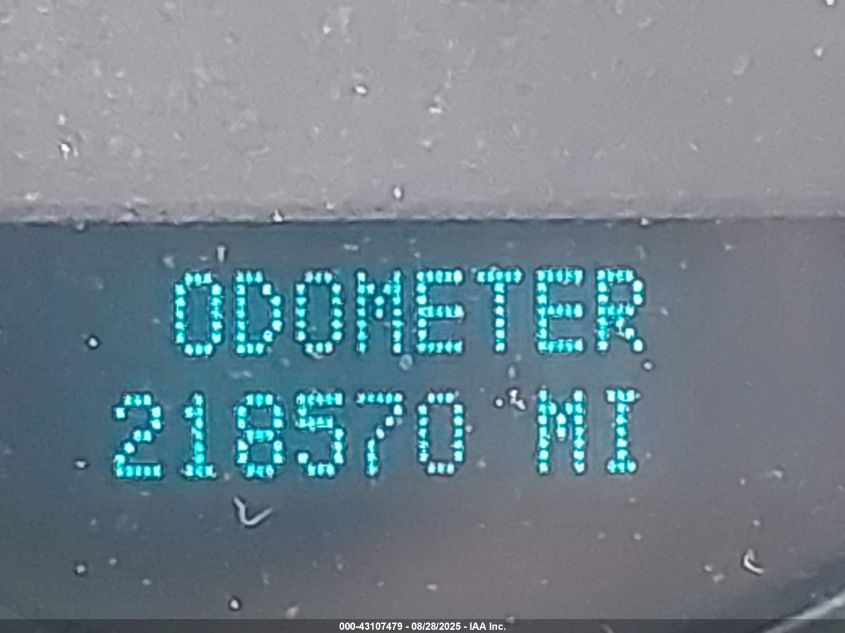 ODOMETER
218570 MI
000-43107479 - 08/28/2025 - IAA Inc.